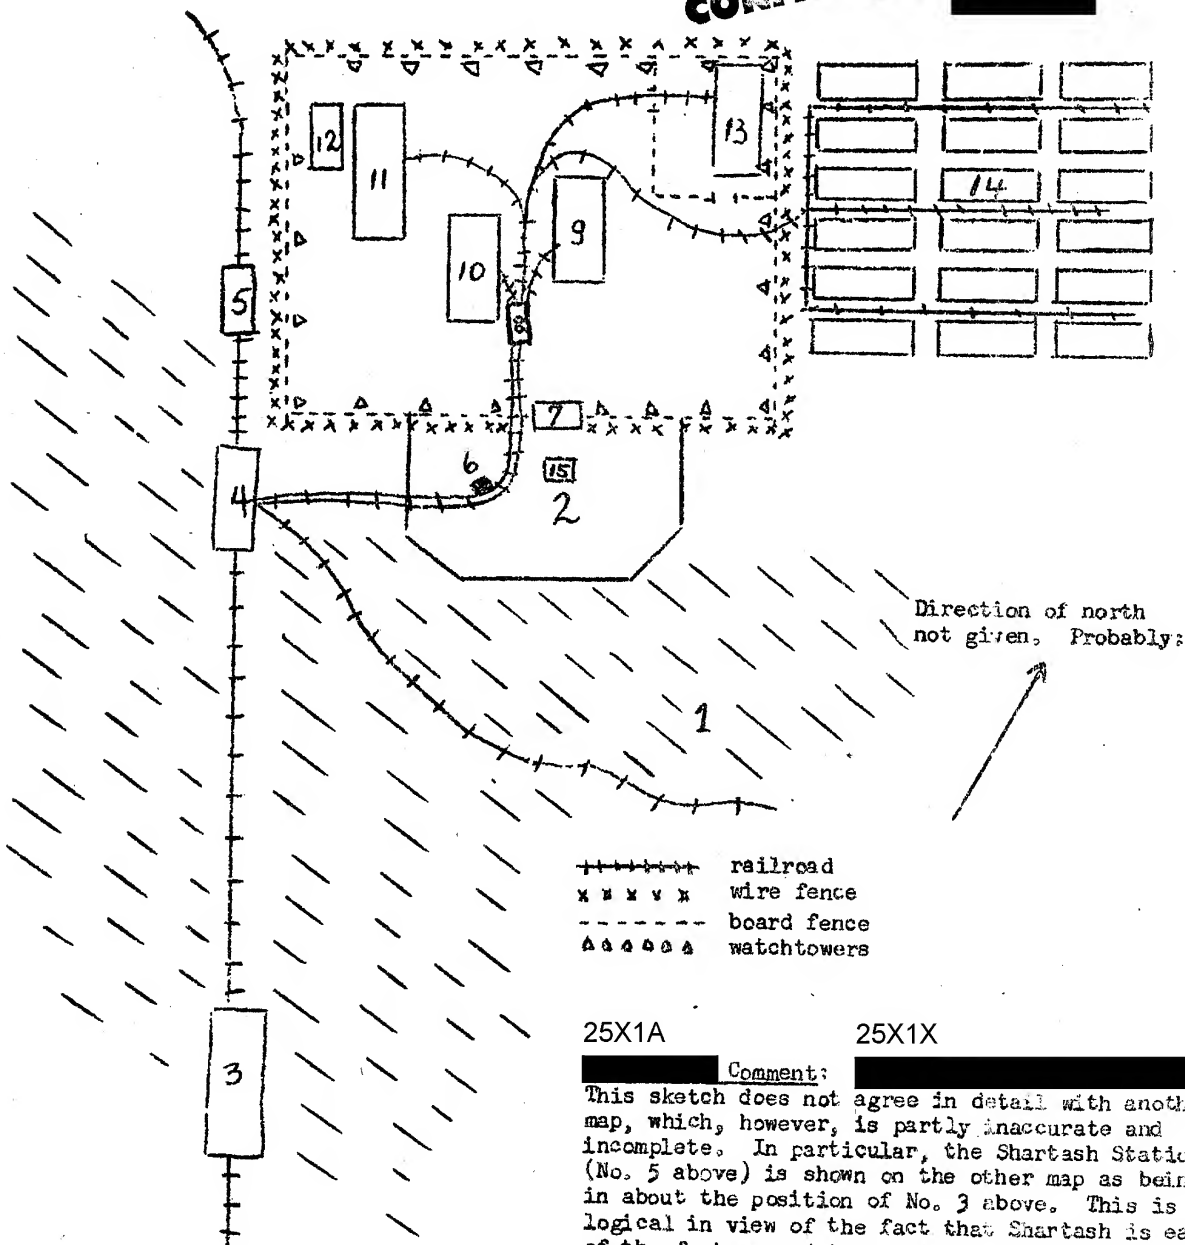 12
11
13
14
9
10
5
8
7
6
15
4
2
Direction of north
not given. Probably:
1
railroad
wire fence
board fence
watchtowers
25X1A 25X1X
Comment:
3
This sketch does not agree in detail with anoth
map, which, however, is partly inaccurate and
incomplete. In particular, the Shartash Statio
(No. 5 above) is shown on the other map as bein
in about the position of No. 3 above. This is
logical in view of the fact that Shartash is ea